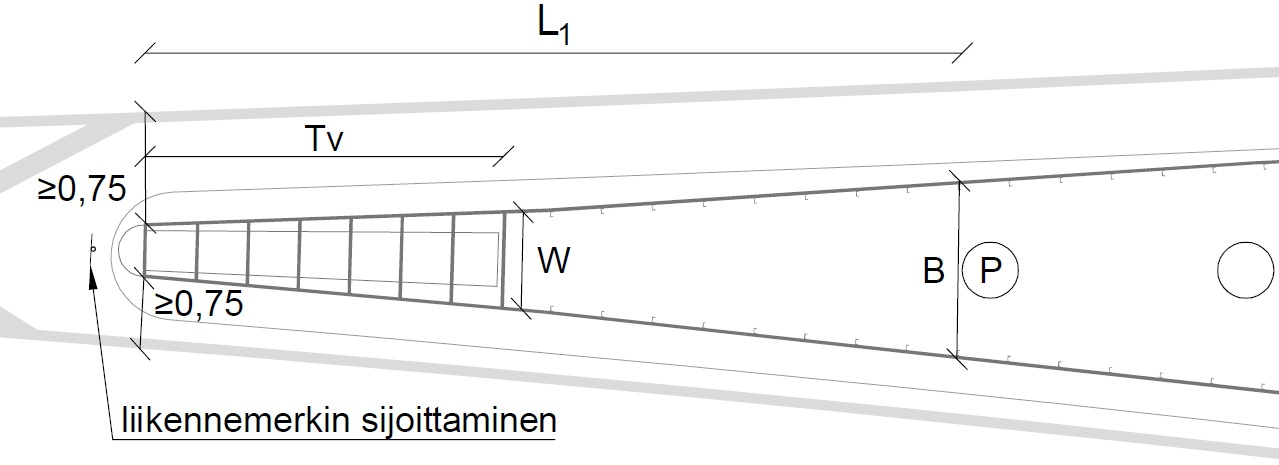 L1
Tv
≥0,75
W
B
P
≥0,75
liikennemerkin sijoittaminen